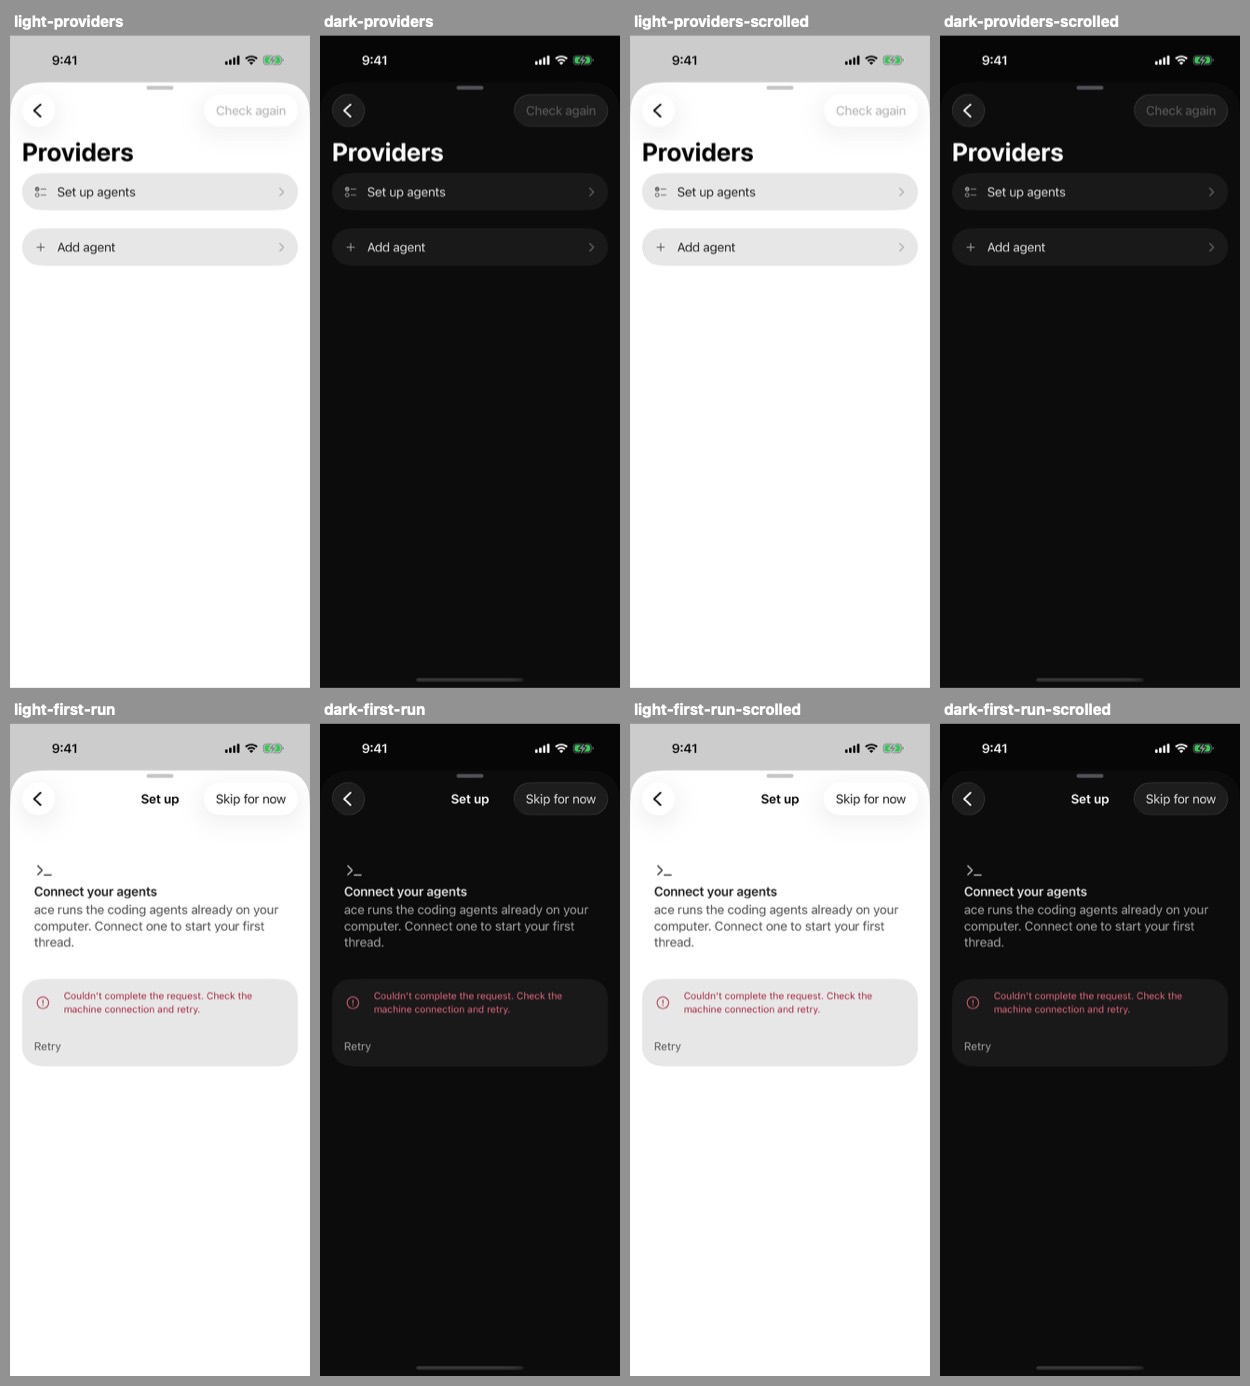 light-providers
9:41
Check again
Providers
Set up agents
Add agent
dark-providers
9:41
Check again
Providers
Set up agents
Add agent
light-providers-scrolled
9:41
Check again
Providers
Set up agents
Add agent
dark-providers-scrolled
9:41
Check again
Providers
Set up agents
Add agent
light-first-run
9:41
Set up
Skip for now
Connect your agents
ace runs the coding agents already on your
computer. Connect one to start your first
thread.
Couldn't complete the request. Check the
machine connection and retry.
Retry
dark-first-run
9:41
Set up
Skip for now
Connect your agents
ace runs the coding agents already on your
computer. Connect one to start your first
thread.
Couldn't complete the request. Check the
machine connection and retry.
Retry
light-first-run-scrolled
9:41
Set up
Skip for now
Connect your agents
ace runs the coding agents already on your
computer. Connect one to start your first
thread.
Couldn't complete the request. Check the
machine connection and retry.
Retry
dark-first-run-scrolled
9:41
Set up
Skip for now
Connect your agents
ace runs the coding agents already on your
computer. Connect one to start your first
thread.
Couldn't complete the request. Check the
machine connection and retry.
Retry